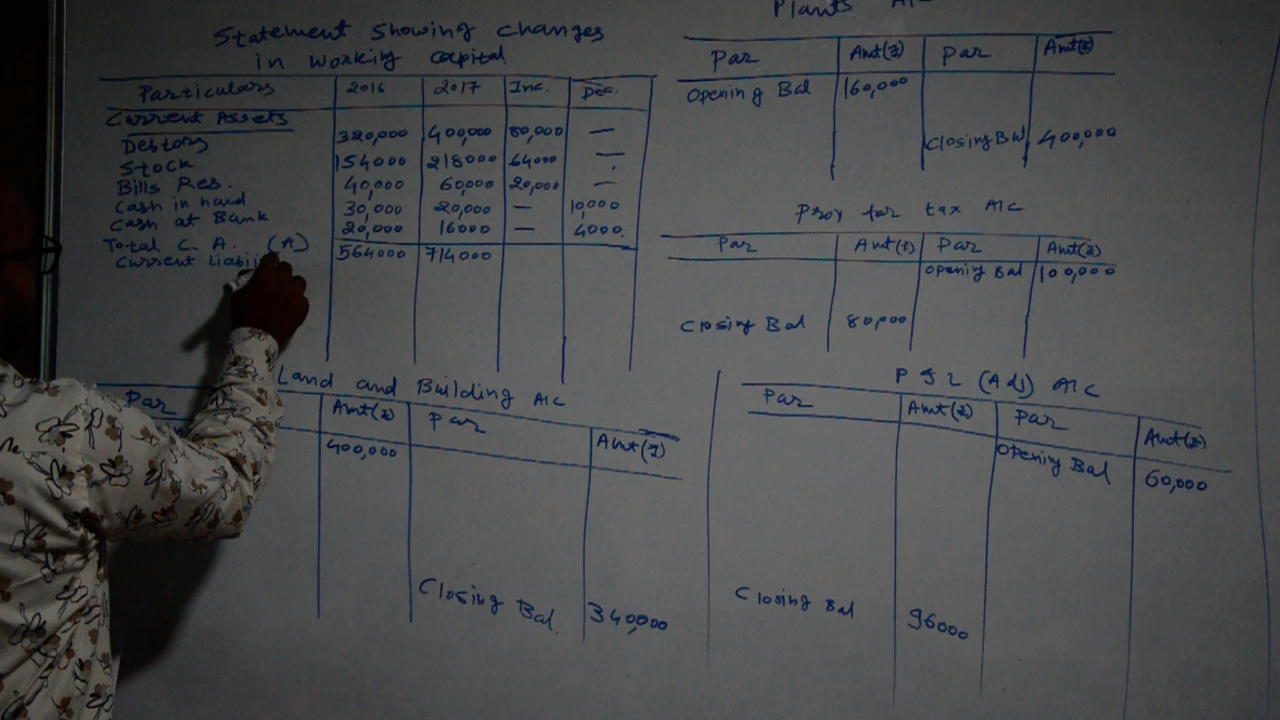 Statement showing changes
in working capital
Particulars 2016 2017 Inc. Dec.
Current Assets
Debtors 320,000 400,000 80,000 —
Stock 154000 218000 64000 —
Bills Res. 40,000 60,000 20,000 —
Cash in hand 30,000 20,000 — 10,000
Cash at Bank 20,000 16000 — 4000.
Total C. A. (A) 564000 714000
Current
Plants A/c
Par Amt(₹) Par Amt(₹)
Opening Bal 160,000
Closing Bal 400,000
Prov for tax A/c
Par Amt(₹) Par Amt(₹)
Opening Bal 100,000
Closing Bal 80,000
Land and Building A/c
Par Amt(₹) Par Amt(₹)
400,000
Closing Bal. 340,000
P & L (Adj) A/c
Par Amt(₹) Par Amt(₹)
Opening Bal 60,000
Closing Bal 96000